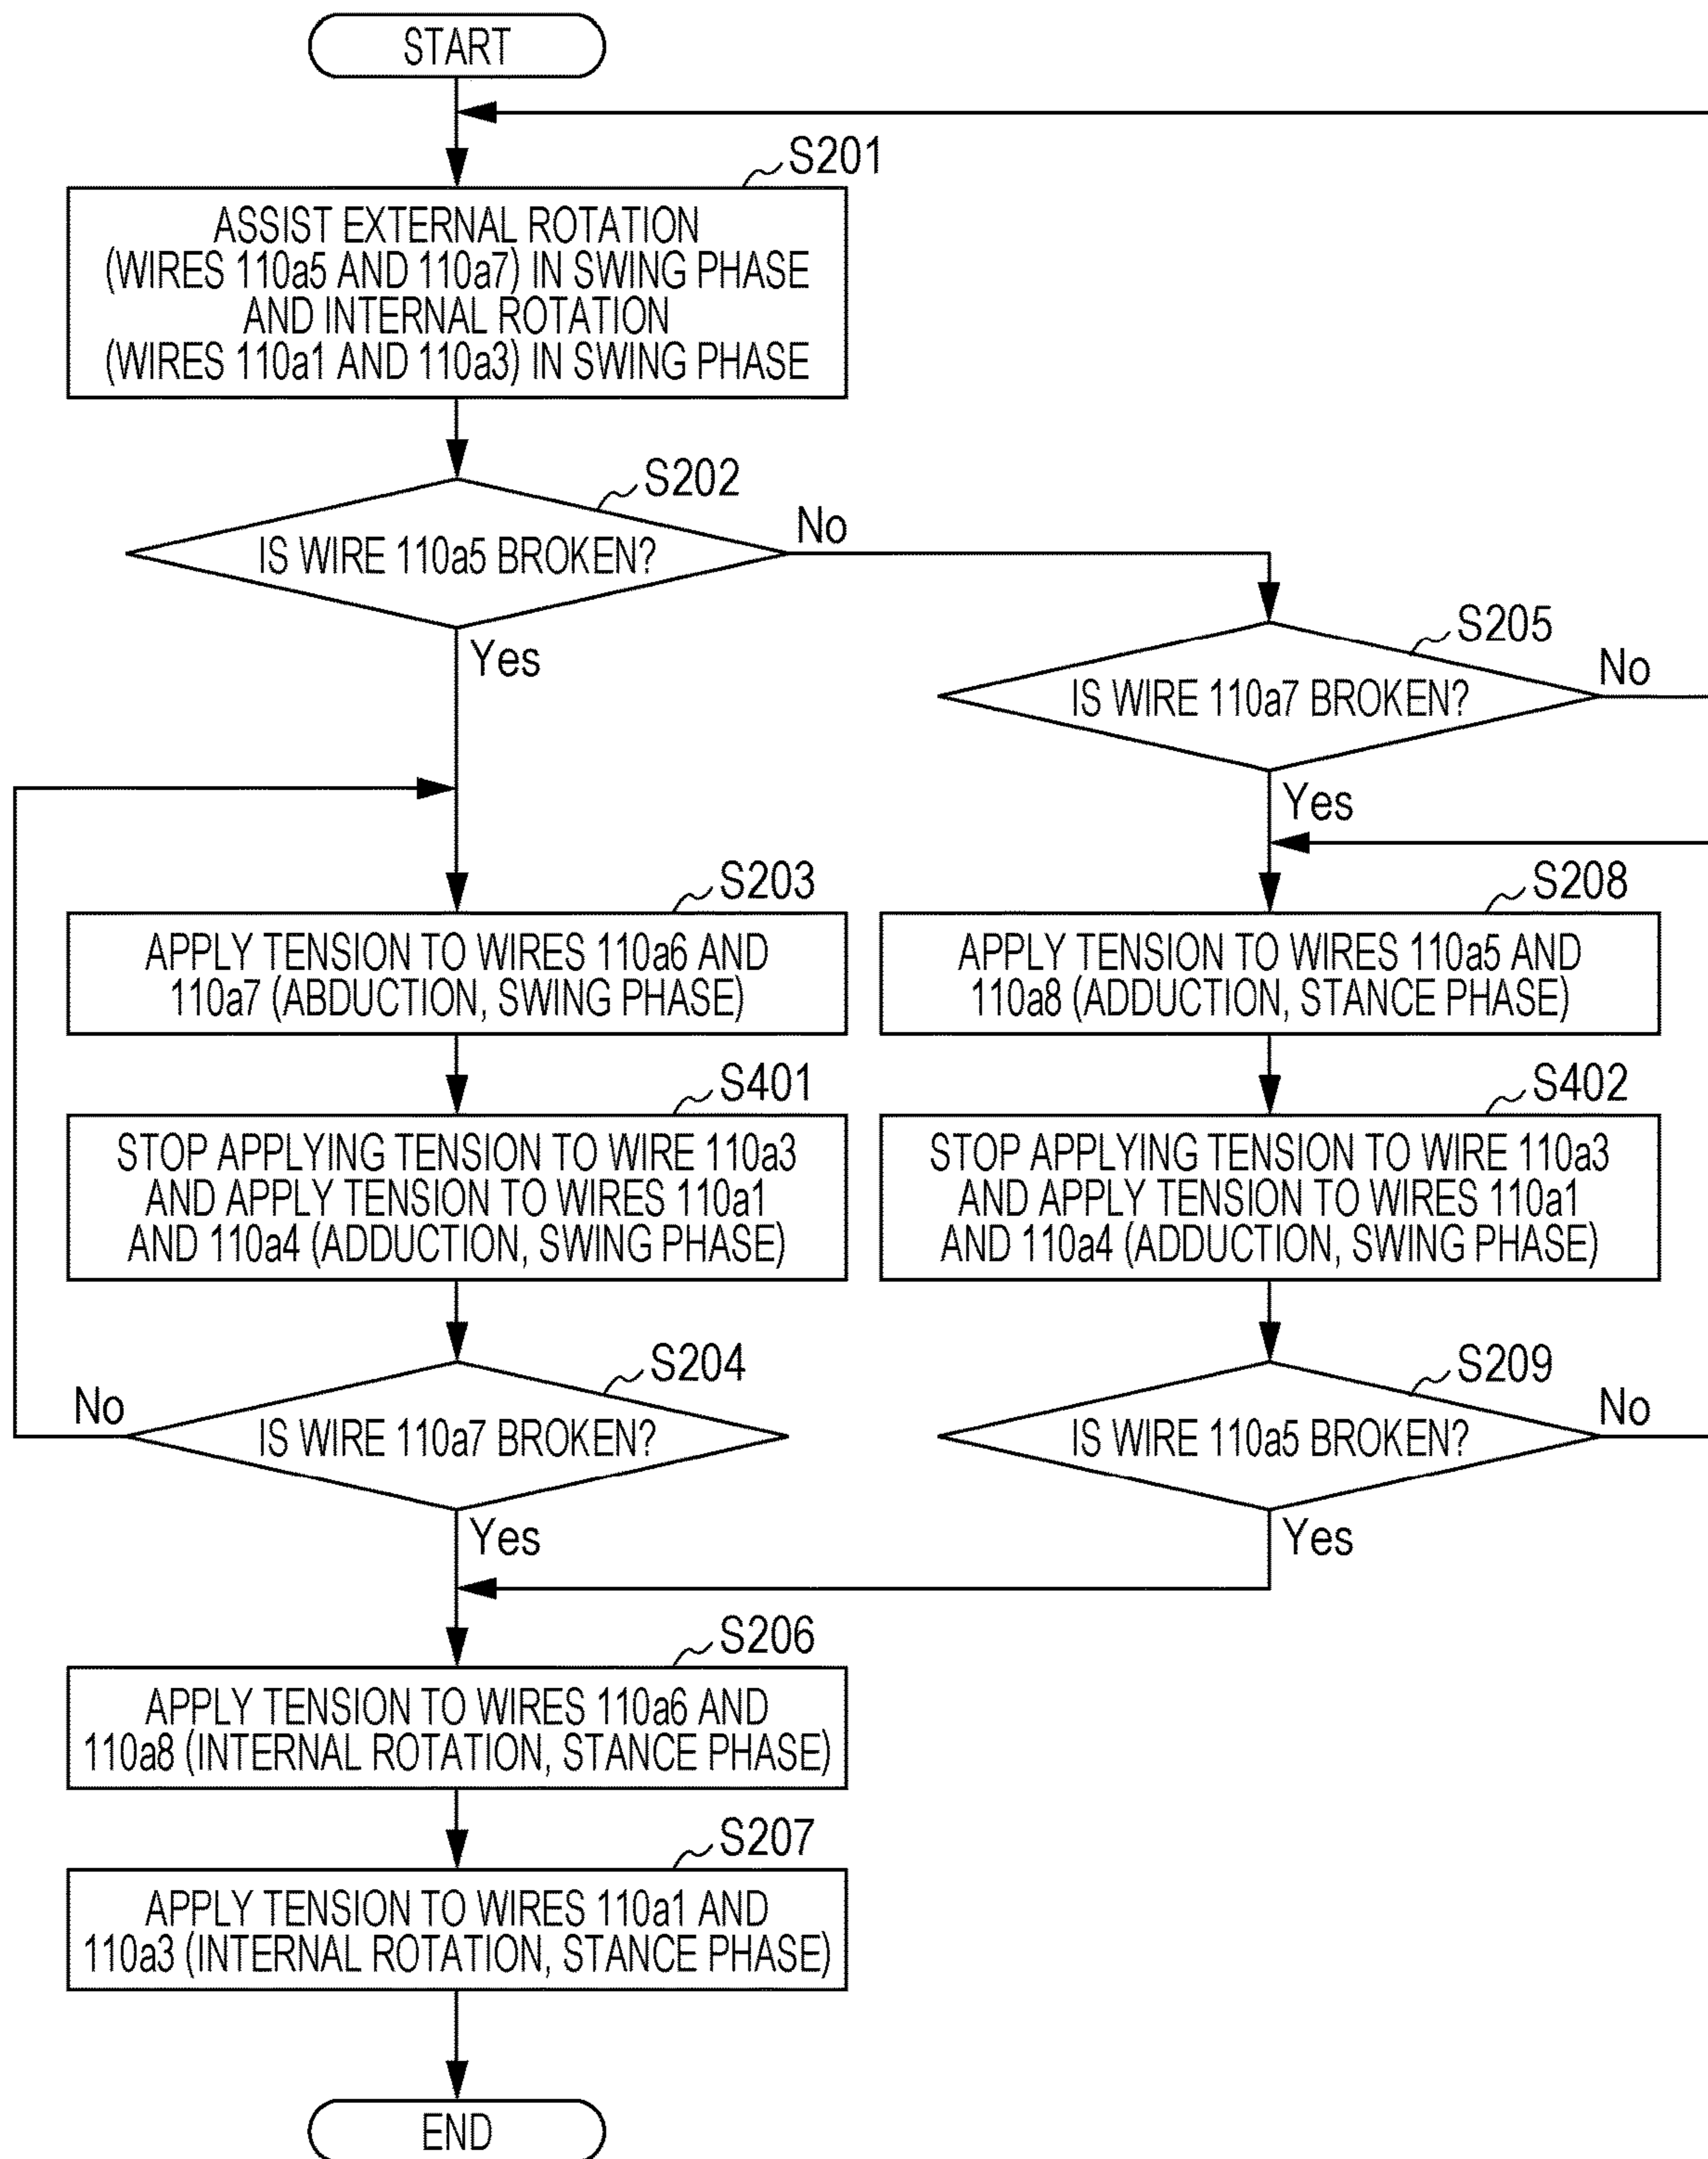 START
S201
ASSIST EXTERNAL ROTATION
(WIRES 110a5 AND 110a7) IN SWING PHASE
AND INTERNAL ROTATION
(WIRES 110a1 AND 110a3) IN SWING PHASE
S202
IS WIRE 110a5 BROKEN?
No
Yes
S205
IS WIRE 110a7 BROKEN?
No
Yes
S203
APPLY TENSION TO WIRES 110a6 AND
110a7 (ABDUCTION, SWING PHASE)
S208
APPLY TENSION TO WIRES 110a5 AND
110a8 (ADDUCTION, STANCE PHASE)
S401
STOP APPLYING TENSION TO WIRE 110a3
AND APPLY TENSION TO WIRES 110a1
AND 110a4 (ADDUCTION, SWING PHASE)
S402
STOP APPLYING TENSION TO WIRE 110a3
AND APPLY TENSION TO WIRES 110a1
AND 110a4 (ADDUCTION, SWING PHASE)
S204
No
IS WIRE 110a7 BROKEN?
Yes
S209
IS WIRE 110a5 BROKEN?
No
Yes
S206
APPLY TENSION TO WIRES 110a6 AND
110a8 (INTERNAL ROTATION, STANCE PHASE)
S207
APPLY TENSION TO WIRES 110a1 AND
110a3 (INTERNAL ROTATION, STANCE PHASE)
END